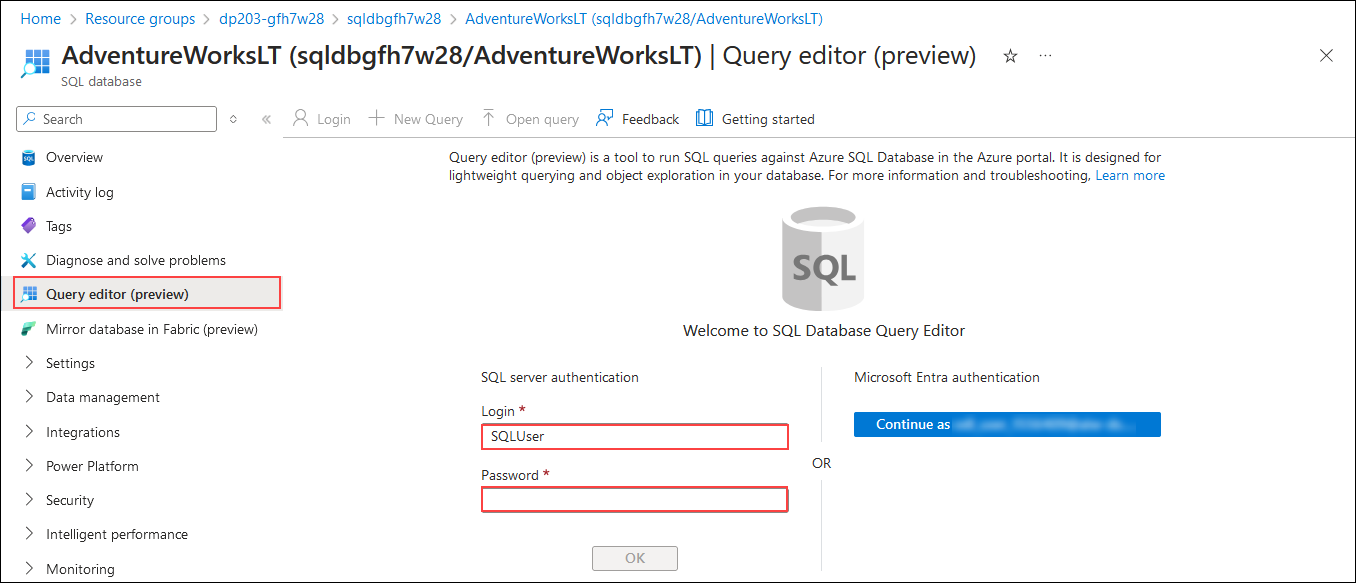 Home > Resource groups > dp203-gfh7w28 > sqldbgfh7w28 > AdventureWorksLT (sqldbgfh7w28/AdventureWorksLT)
AdventureWorksLT (sqldbgfh7w28/AdventureWorksLT) | Query editor (preview) ☆ ...
SQL database
Search
Login New Query Open query Feedback Getting started
SQL Overview
Activity log
Tags
Diagnose and solve problems
Query editor (preview)
Mirror database in Fabric (preview)
Settings
Data management
Integrations
Power Platform
Security
Intelligent performance
Monitoring
Query editor (preview) is a tool to run SQL queries against Azure SQL Database in the Azure portal. It is designed for
lightweight querying and object exploration in your database. For more information and troubleshooting, Learn more
SQL
Welcome to SQL Database Query Editor
SQL server authentication
Login *
SQLUser
Password *
OK
OR
Microsoft Entra authentication
Continue as